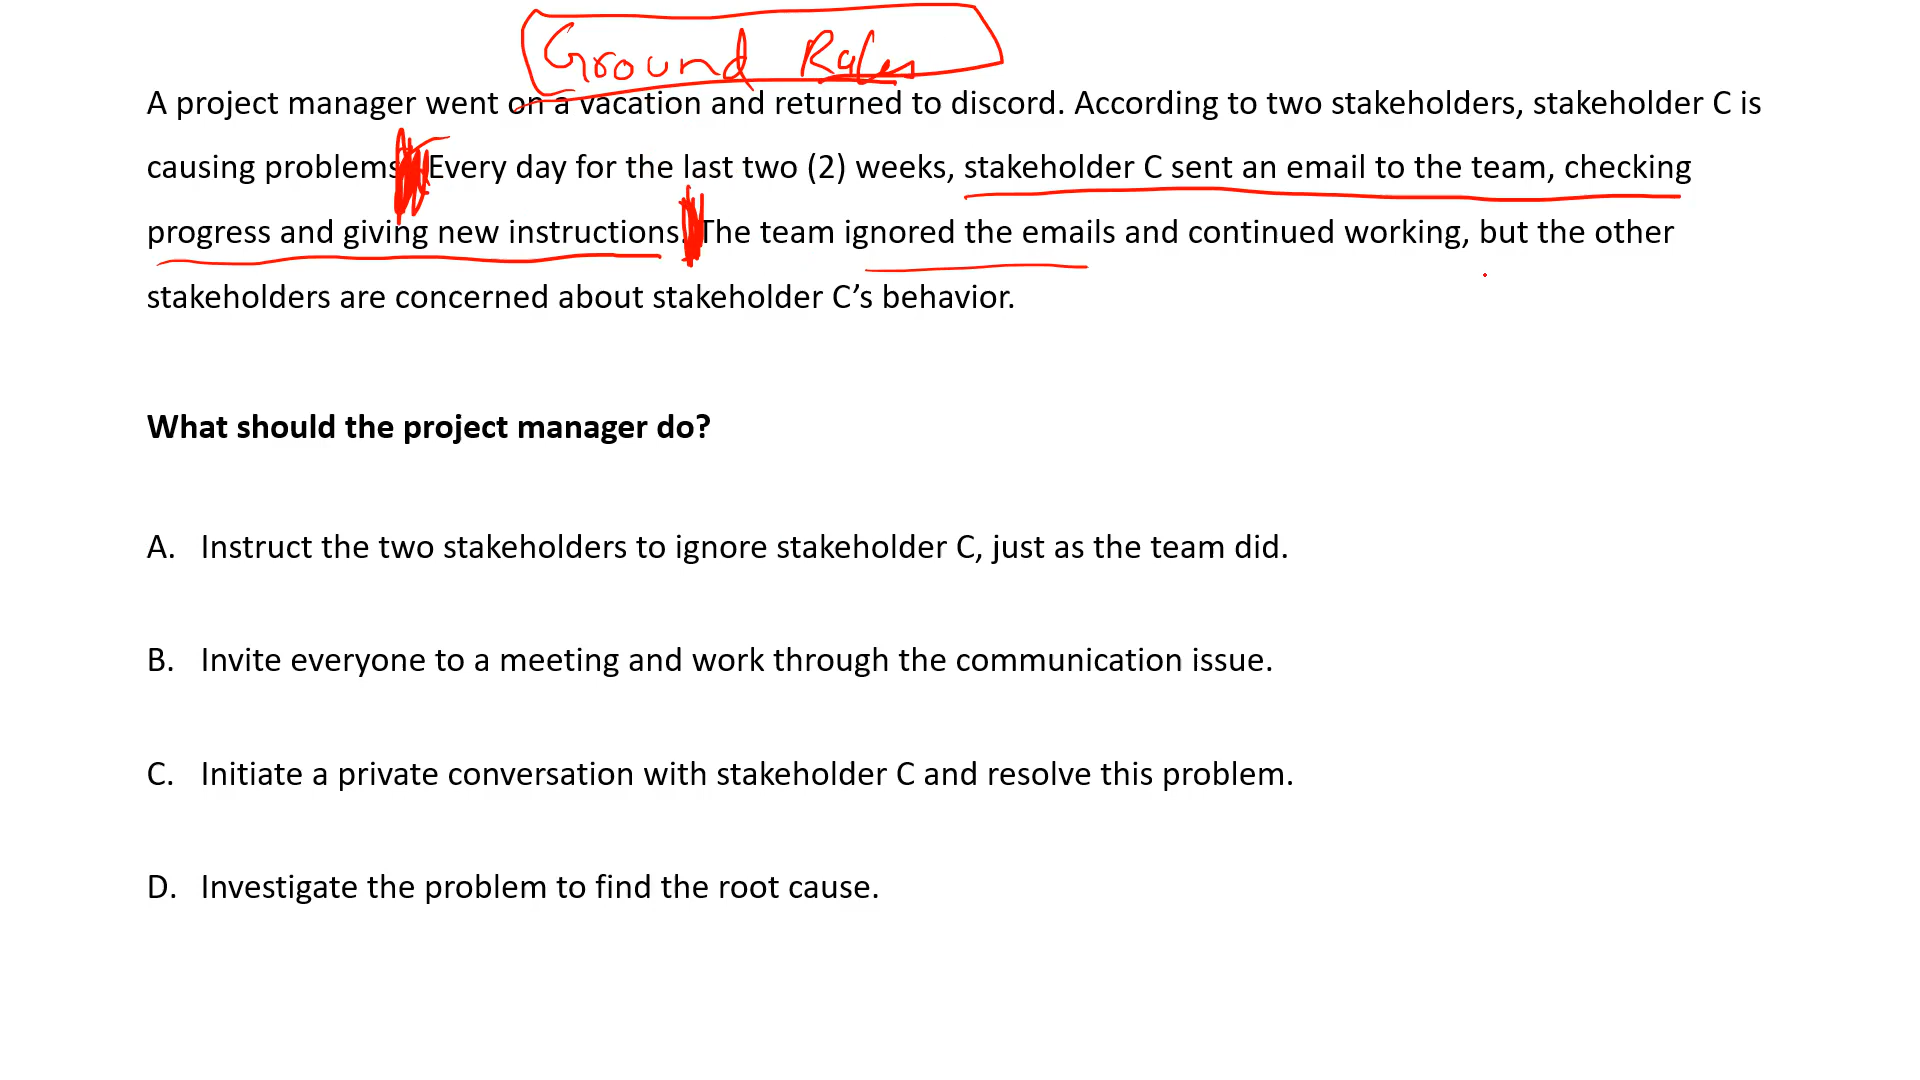 Ground Rules
A project manager went on a vacation and returned to discord. According to two stakeholders, stakeholder C is
causing problems. Every day for the last two (2) weeks, stakeholder C sent an email to the team, checking
progress and giving new instructions. The team ignored the emails and continued working, but the other
stakeholders are concerned about stakeholder C’s behavior.
What should the project manager do?
A. Instruct the two stakeholders to ignore stakeholder C, just as the team did.
B. Invite everyone to a meeting and work through the communication issue.
C. Initiate a private conversation with stakeholder C and resolve this problem.
D. Investigate the problem to find the root cause.